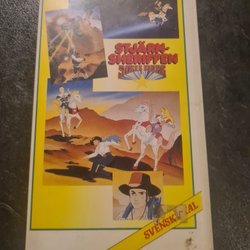 STJÄRN-
SHERIFFEN
SVENSKT TAL